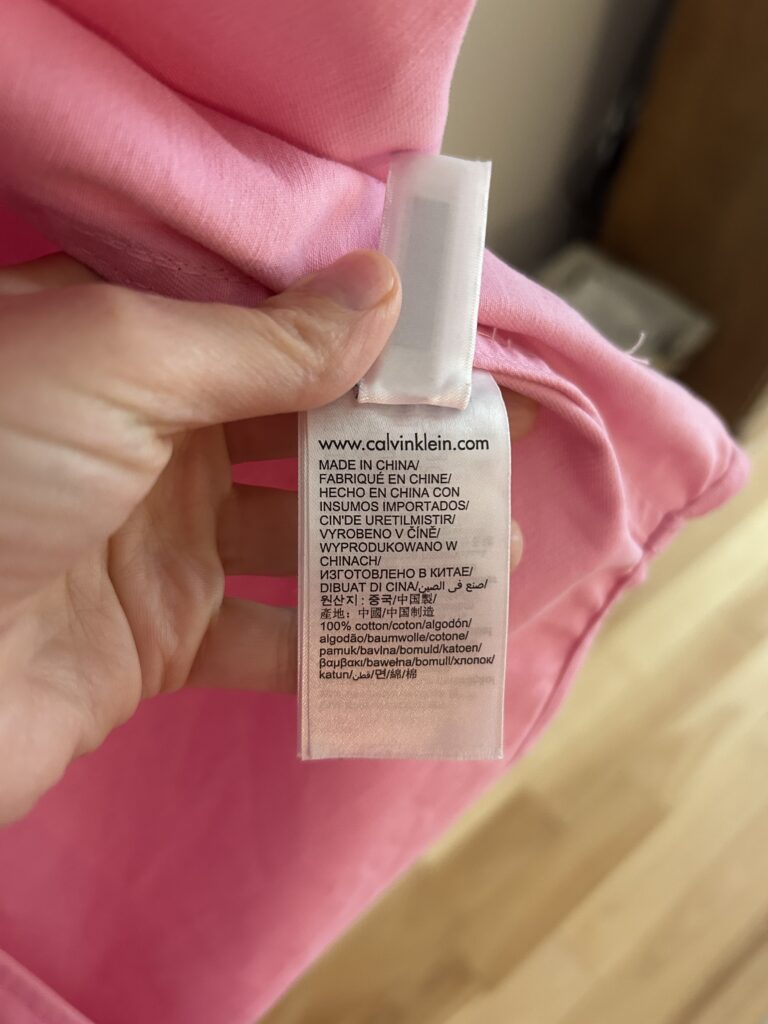 www.calvinklein.com
MADE IN CHINA/
FABRIQUÉ EN CHINE/
HECHO EN CHINA CON
INSUMOS IMPORTADOS/
CIN'DE URETILMISTIR/
VYROBENO V ČÍNĚ/
WYPRODUKOWANO W
CHINACH/
ИЗГОТОВЛЕНО В КИТАЕ/
DIBUAT DI CINA/صنع في الصين/
원산지 : 중국/中国製/
產地：中國/中国制造
100% cotton/coton/algodón/
algodão/baumwolle/cotone/
pamuk/bavlna/bomuld/katoen/
βαμβακι/bawełna/bomull/хлопок/
katun/قطن/면/綿/棉